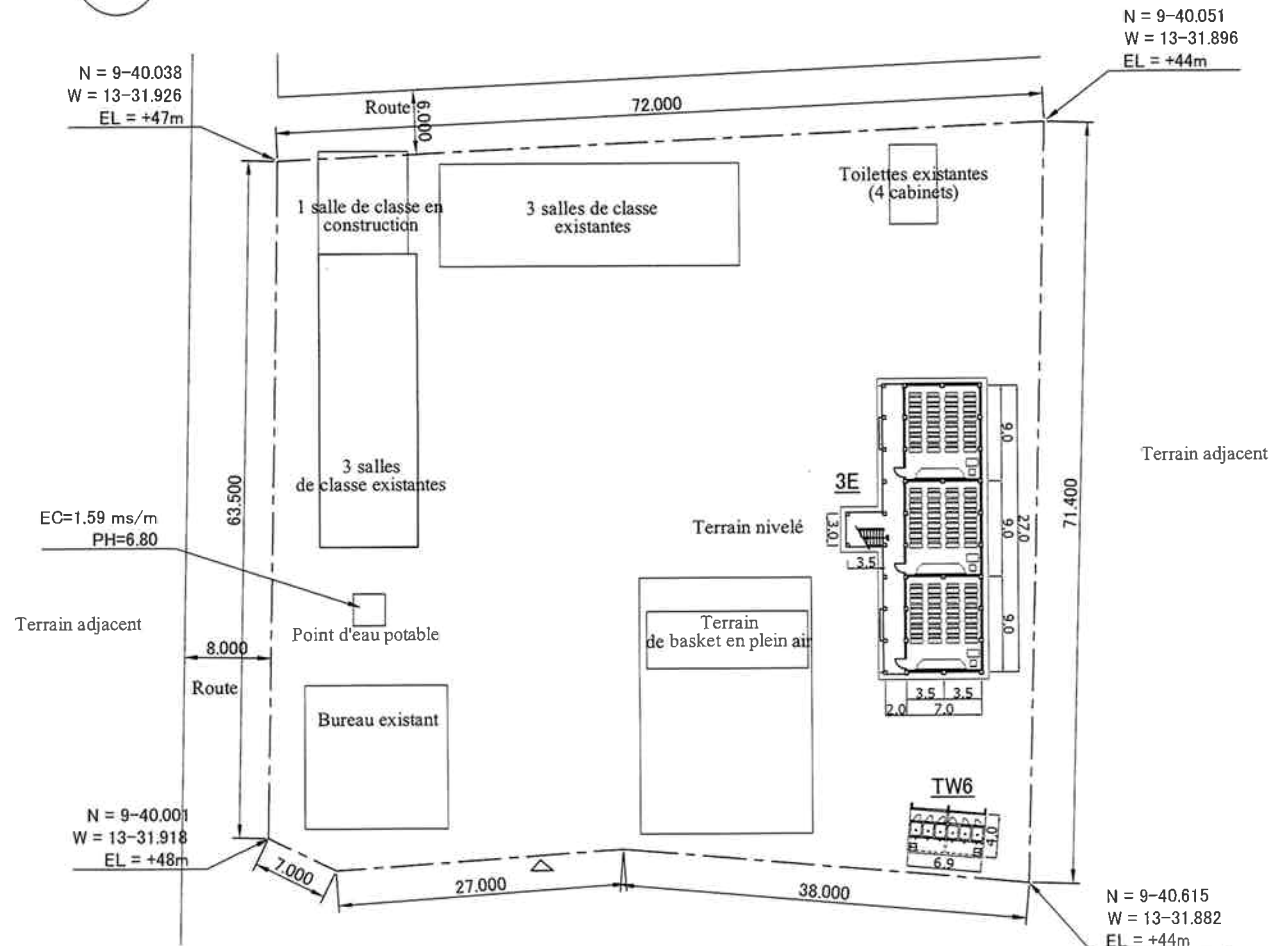 N = 9-40.051
W = 13-31.896
EL = +44m
N = 9-40.038
W = 13-31.926
EL = +47m
Route
6.000
72.000
1 salle de classe en
construction
3 salles de classe
existantes
Toilettes existantes
(4 cabinets)
63.500
3 salles
de classe existantes
EC=1.59 ms/m
PH=6.80
Terrain adjacent
8.000
Route
Point d'eau potable
Bureau existant
Terrain nivelé
Terrain
de basket en plein air
3E
3.0
3.5
9.0
9.0
27.0
9.0
3.5
3.5
2.0
7.0
71.400
Terrain adjacent
TW6
4.0
6.9
N = 9-40.001
W = 13-31.918
EL = +48m
7.000
27.000
38.000
N = 9-40.615
W = 13-31.882
EL = +44m